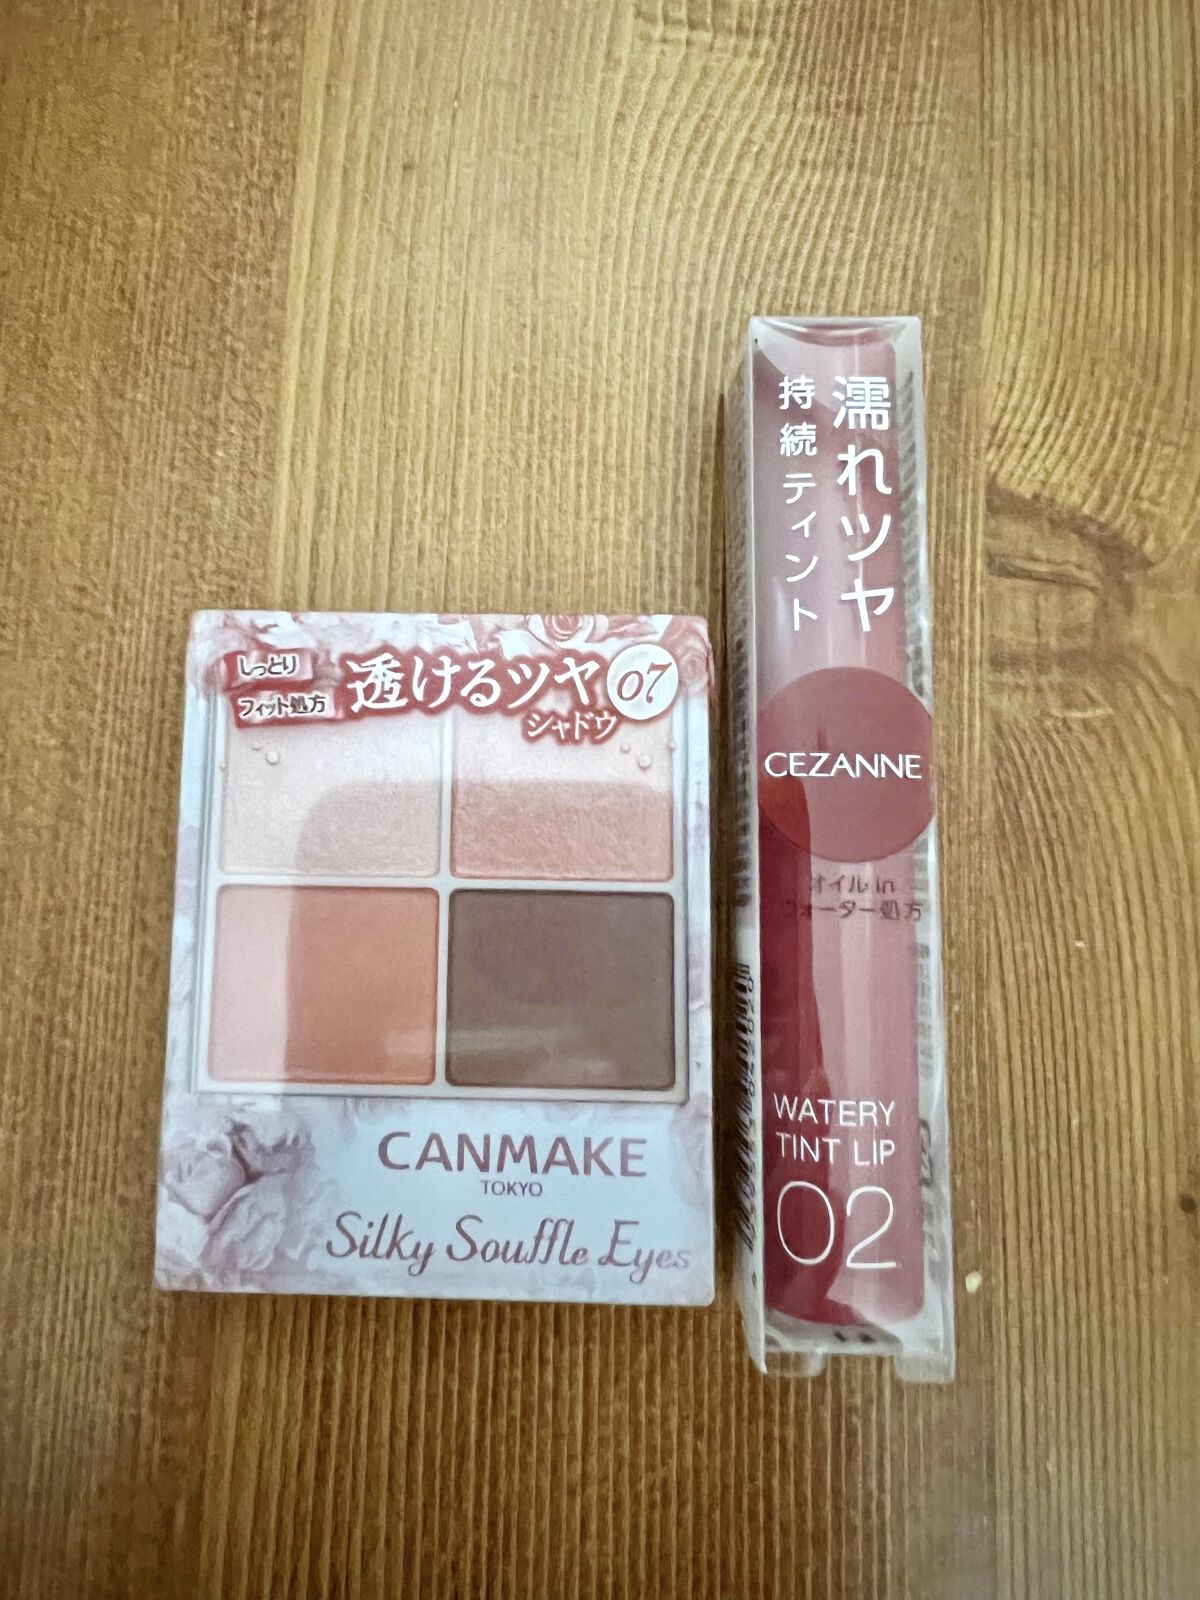 しっとり
フィット処方
透けるツヤ
シャドウ
07
CANMAKE
TOKYO
Silky Souffle Eyes
濡れツヤ
持続ティント
CEZANNE
オイル in
ウォーター処方
WATERY
TINT LIP
02